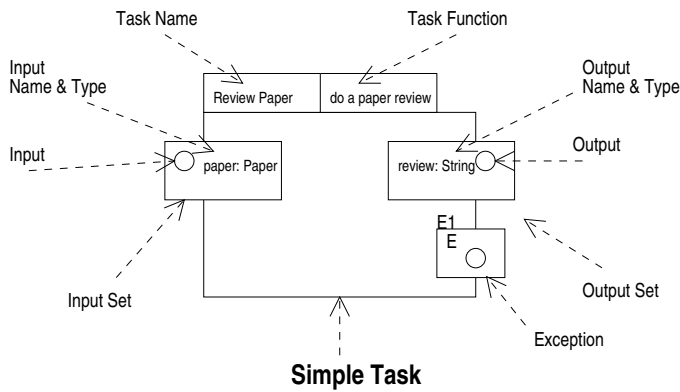 Task Name
Task Function
Input
Name & Type
Output
Name & Type
Review Paper
do a paper review
Input
paper: Paper
review: String
Output
E1
E
Input Set
Output Set
Exception
Simple Task